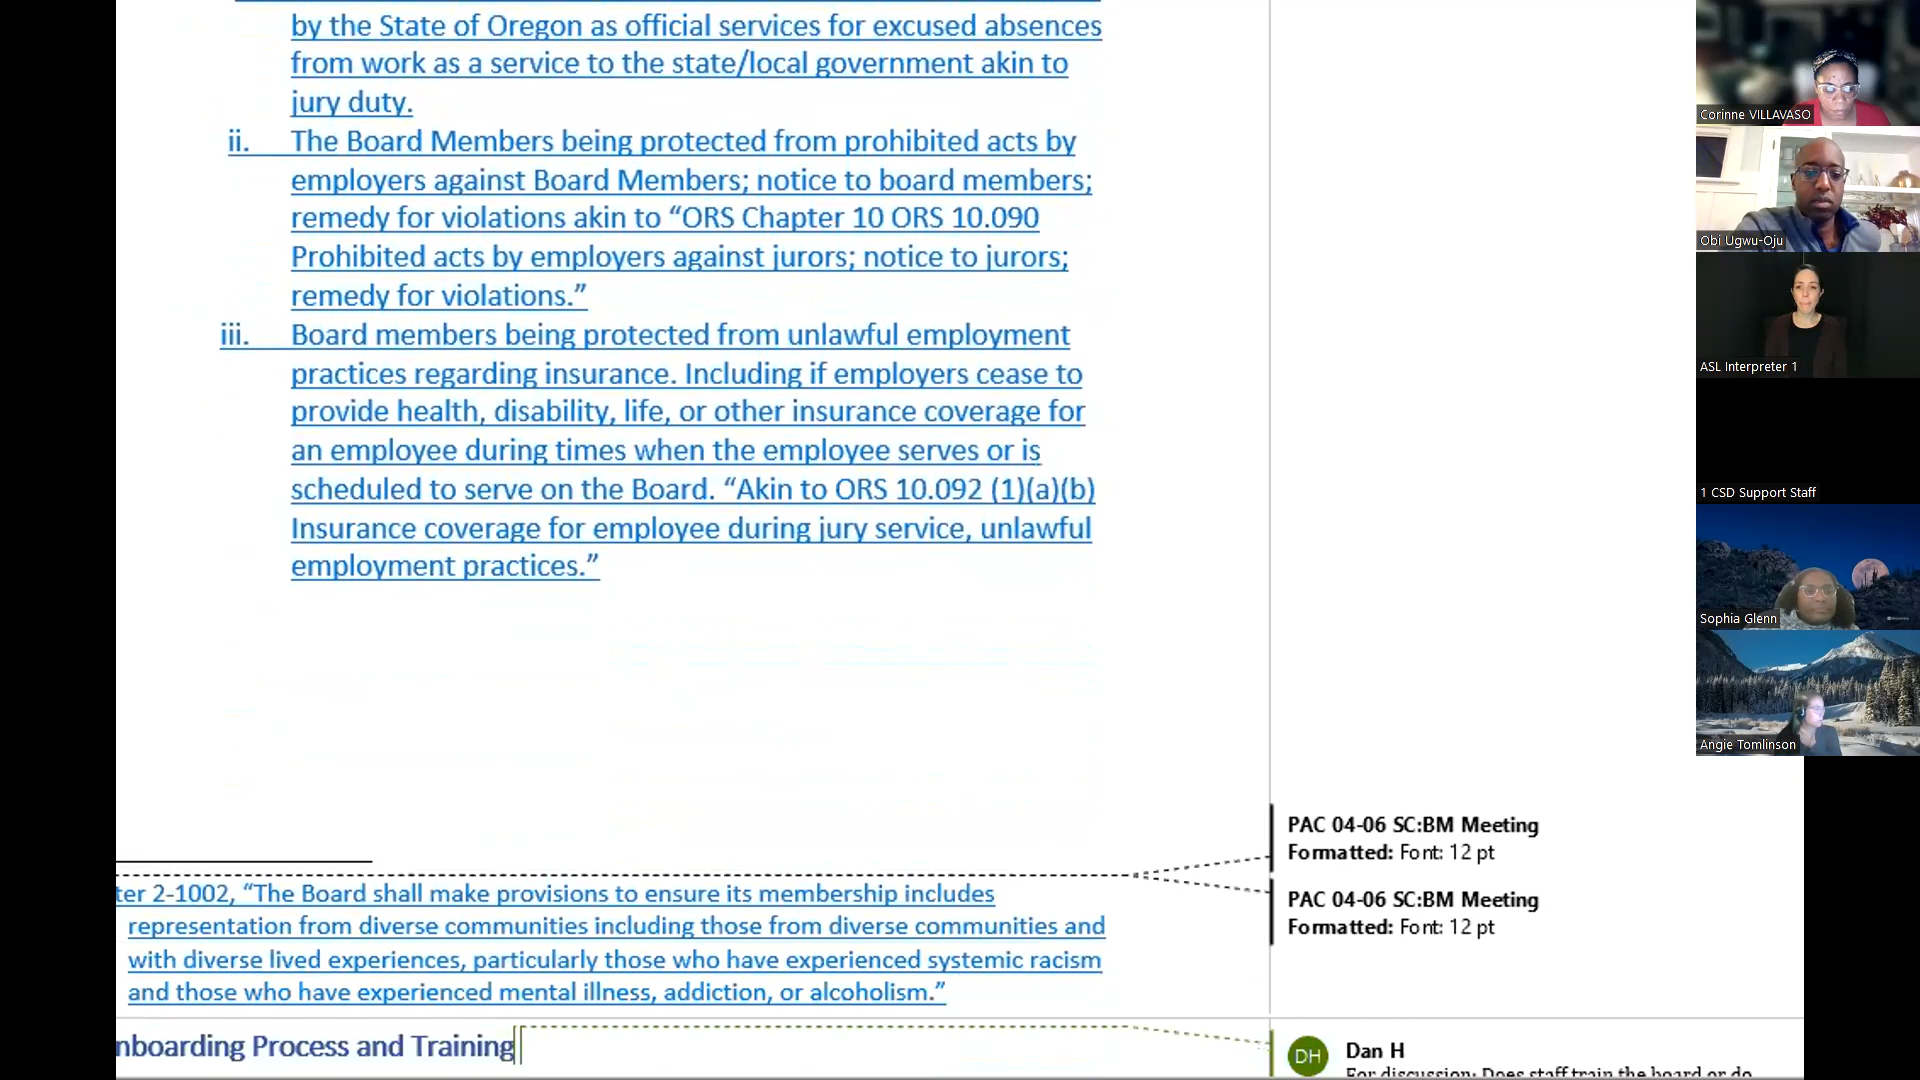 by the State of Oregon as official services for excused absences
from work as a service to the state/local government akin to
jury duty.
ii. The Board Members being protected from prohibited acts by
employers against Board Members; notice to board members;
remedy for violations akin to “ORS Chapter 10 ORS 10.090
Prohibited acts by employers against jurors; notice to jurors;
remedy for violations.”
iii. Board members being protected from unlawful employment
practices regarding insurance. Including if employers cease to
provide health, disability, life, or other insurance coverage for
an employee during times when the employee serves or is
scheduled to serve on the Board. “Akin to ORS 10.092 (1)(a)(b)
Insurance coverage for employee during jury service, unlawful
employment practices.”
ter 2-1002, “The Board shall make provisions to ensure its membership includes
representation from diverse communities including those from diverse communities and
with diverse lived experiences, particularly those who have experienced systemic racism
and those who have experienced mental illness, addiction, or alcoholism.”
nboarding Process and Training
PAC 04-06 SC:BM Meeting
Formatted: Font: 12 pt
PAC 04-06 SC:BM Meeting
Formatted: Font: 12 pt
DH Dan H
For discussion: Does staff train the board or do
Corinne VILLAVASO
Obi Ugwu-Oju
ASL Interpreter 1
1 CSD Support Staff
Sophia Glenn
Angie Tomlinson